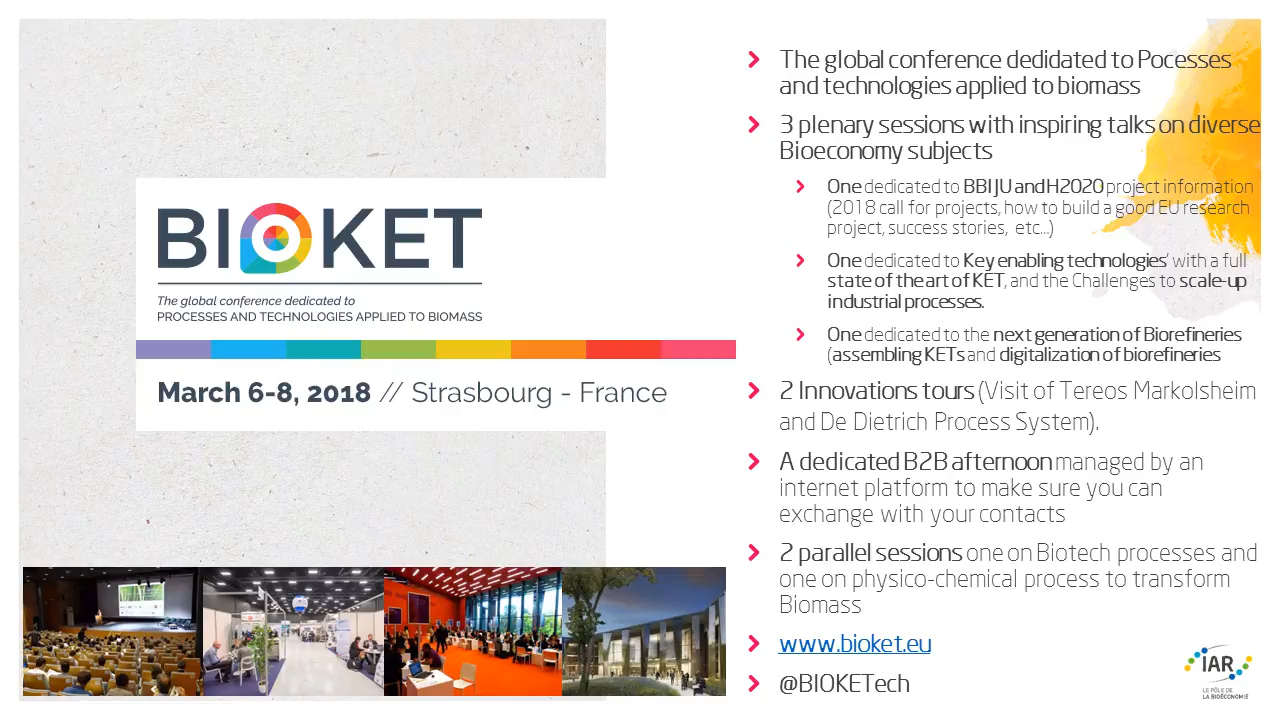 BIOKET
The global conference dedicated to
PROCESSES AND TECHNOLOGIES APPLIED TO BIOMASS
March 6-8, 2018 // Strasbourg - France
The global conference dedidated to Pocesses
and technologies applied to biomass
3 plenary sessions with inspiring talks on diverse
Bioeconomy subjects
One dedicated to BBI JU and H2020 project information
(2018 call for projects, how to build a good EU research
project, success stories, etc...)
One dedicated to Key enabling technologies' with a full
state of the art of KET, and the Challenges to scale-up
industrial processes.
One dedicated to the next generation of Biorefineries
(assembling KETs and digitalization of biorefineries
2 Innovations tours (Visit of Tereos Markolsheim
and De Dietrich Process System).
A dedicated B2B afternoon managed by an
internet platform to make sure you can
exchange with your contacts
2 parallel sessions one on Biotech processes and
one on physico-chemical process to transform
Biomass
www.bioket.eu
@BIOKETech
IAR
LE PÔLE DE
LA BIOÉCONOMIE